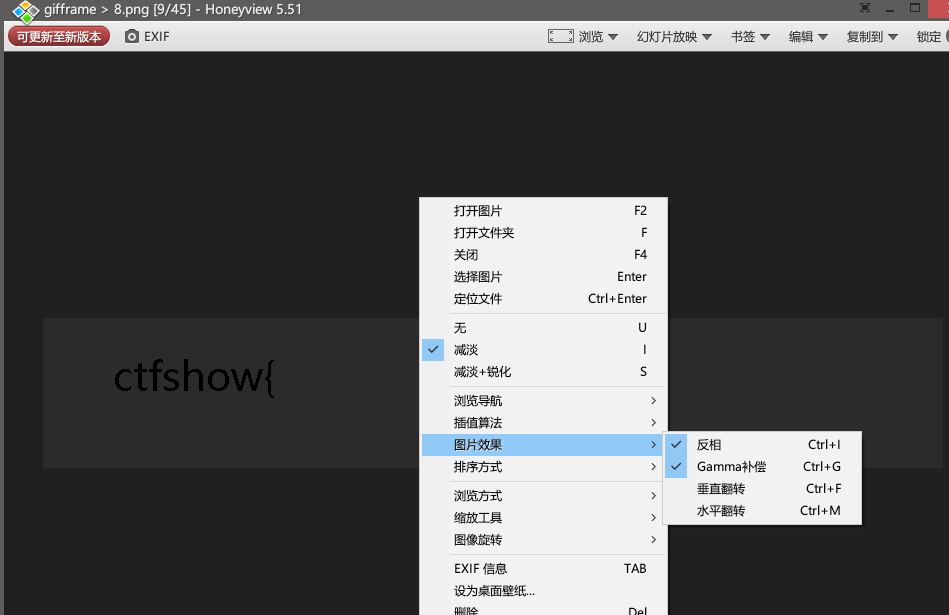 gifframe > 8.png [9/45] - Honeyview 5.51
可更新至新版本 EXIF 浏览 幻灯片放映 书签 编辑 复制到 锁定
打开图片 F2
打开文件夹 F
关闭 F4
选择图片 Enter
定位文件 Ctrl+Enter
无 U
减淡 I
减淡+锐化 S
浏览导航
插值算法
图片效果
排序方式
浏览方式
缩放工具
图像旋转
EXIF 信息 TAB
设为桌面壁纸...
删除 Del
反相 Ctrl+I
Gamma补偿 Ctrl+G
垂直翻转 Ctrl+F
水平翻转 Ctrl+M
ctfshow{